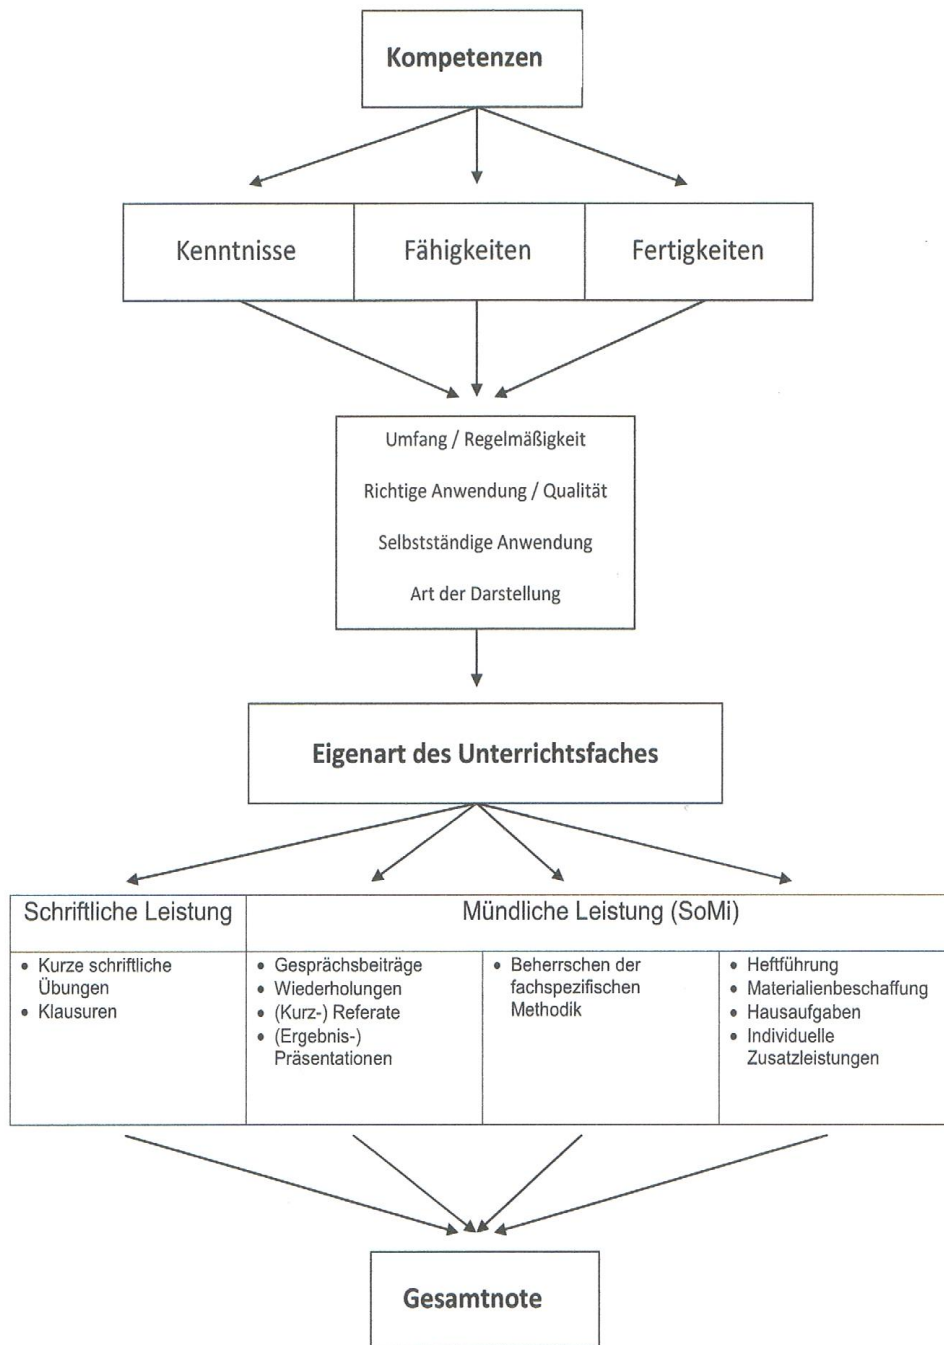 Kompetenzen
Kenntnisse
Fähigkeiten
Fertigkeiten
Umfang / Regelmäßigkeit
Richtige Anwendung / Qualität
Selbstständige Anwendung
Art der Darstellung
Eigenart des Unterrichtsfaches
Schriftliche Leistung
Mündliche Leistung (SoMi)
• Kurze schriftliche
Übungen
• Klausuren
• Gesprächsbeiträge
• Wiederholungen
• (Kurz-) Referate
• (Ergebnis-)
Präsentationen
• Beherrschen der
fachspezifischen
Methodik
• Heftführung
• Materialienbeschaffung
• Hausaufgaben
• Individuelle
Zusatzleistungen
Gesamtnote